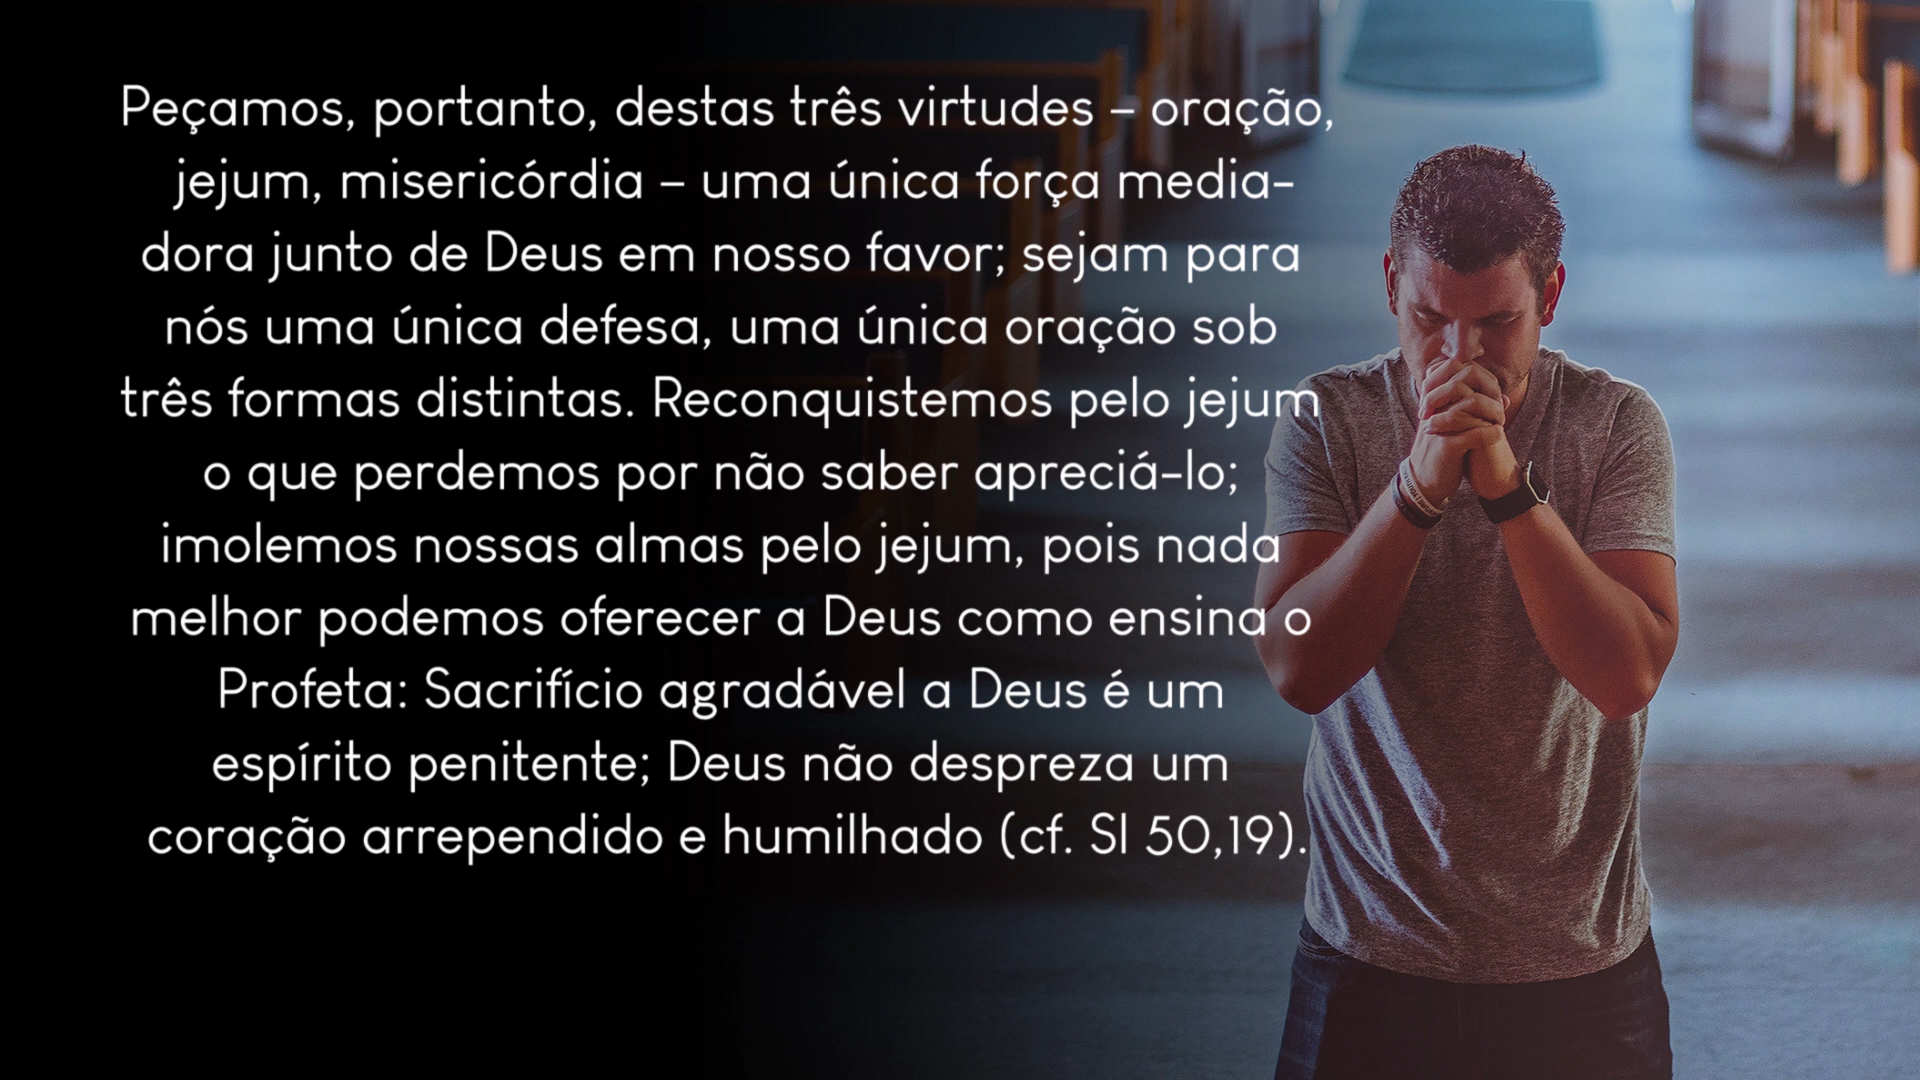 Peçamos, portanto, destas três virtudes – oração,
jejum, misericórdia – uma única força media-
dora junto de Deus em nosso favor; sejam para
nós uma única defesa, uma única oração sob
três formas distintas. Reconquistemos pelo jejum
o que perdemos por não saber apreciá-lo;
imolemos nossas almas pelo jejum, pois nada
melhor podemos oferecer a Deus como ensina o
Profeta: Sacrifício agradável a Deus é um
espírito penitente; Deus não despreza um
coração arrependido e humilhado (cf. Sl 50,19).